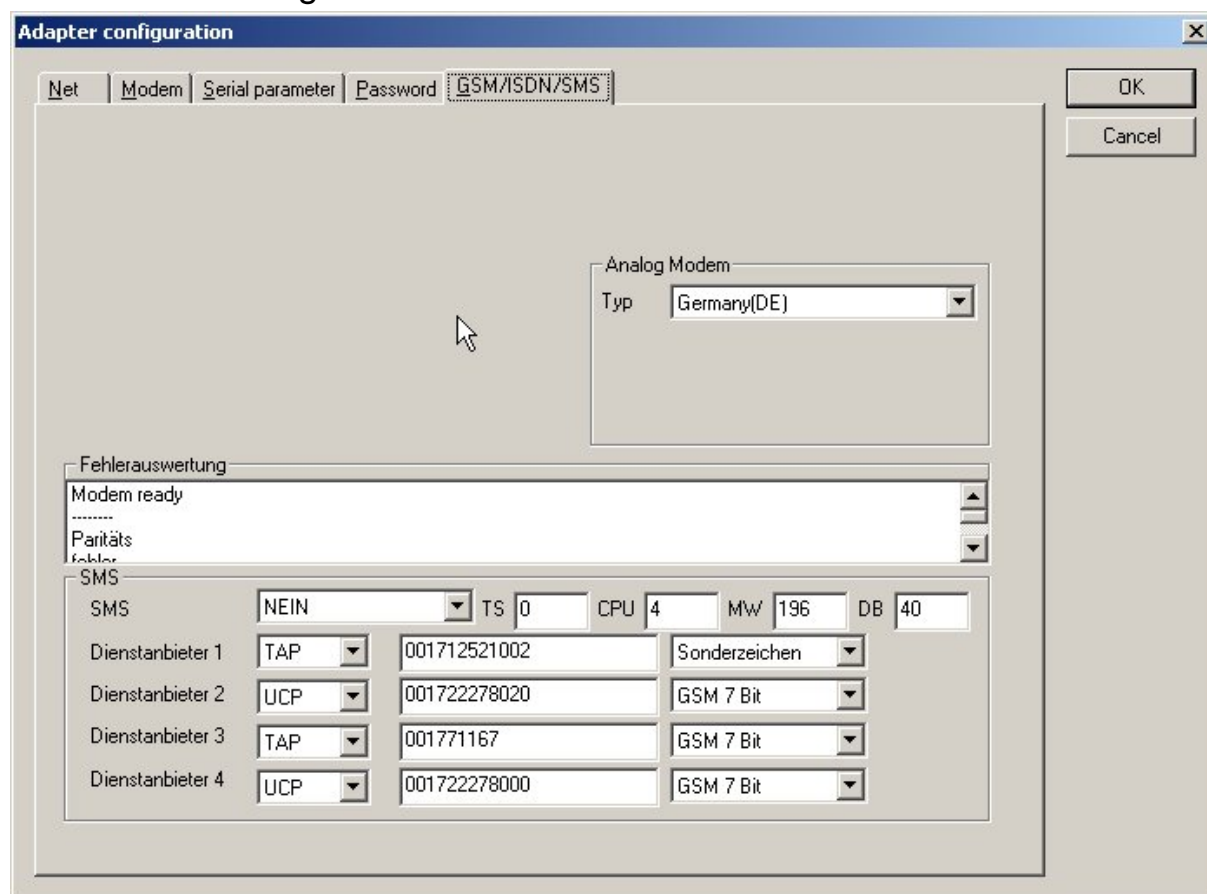 Adapter configuration
Net Modem Serial parameter Password GSM/ISDN/SMS
OK
Cancel
Analog Modem
Typ Germany(DE)
Fehlerauswertung
Modem ready
--------
Paritäts
fehler
SMS
SMS NEIN TS 0 CPU 4 MW 196 DB 40
Dienstanbieter 1 TAP 001712521002 Sonderzeichen
Dienstanbieter 2 UCP 001722278020 GSM 7 Bit
Dienstanbieter 3 TAP 001771167 GSM 7 Bit
Dienstanbieter 4 UCP 001722278000 GSM 7 Bit